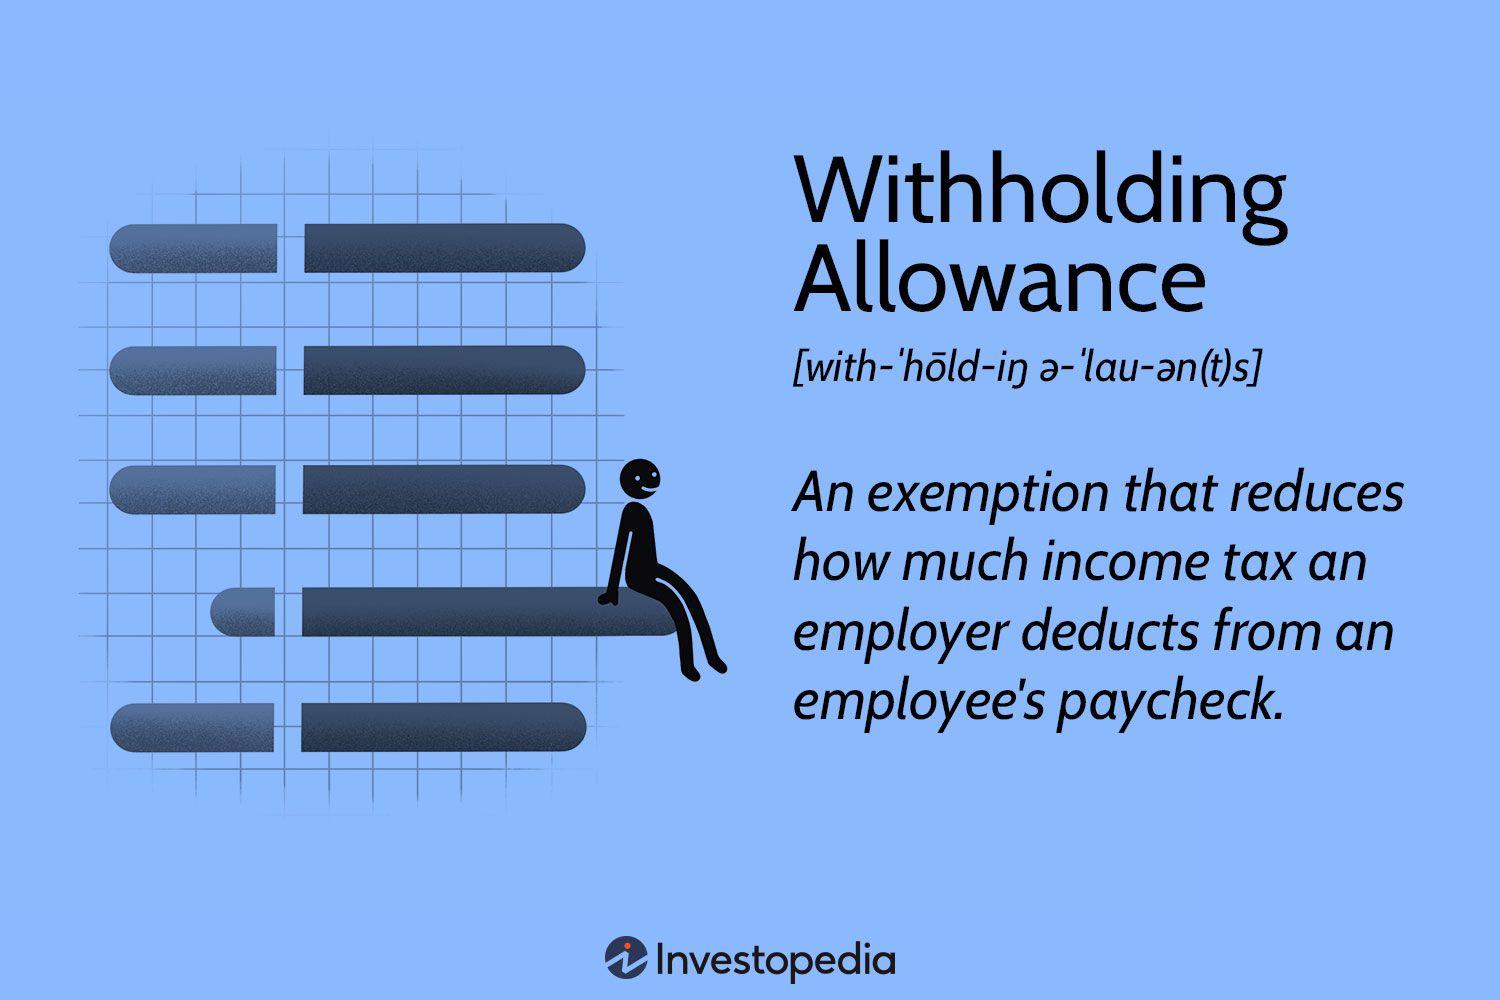 Withholding
Allowance
[with-ˈhōld-iŋ ə-ˈlau-ən(t)s]
An exemption that reduces
how much income tax an
employer deducts from an
employee's paycheck.
Investopedia